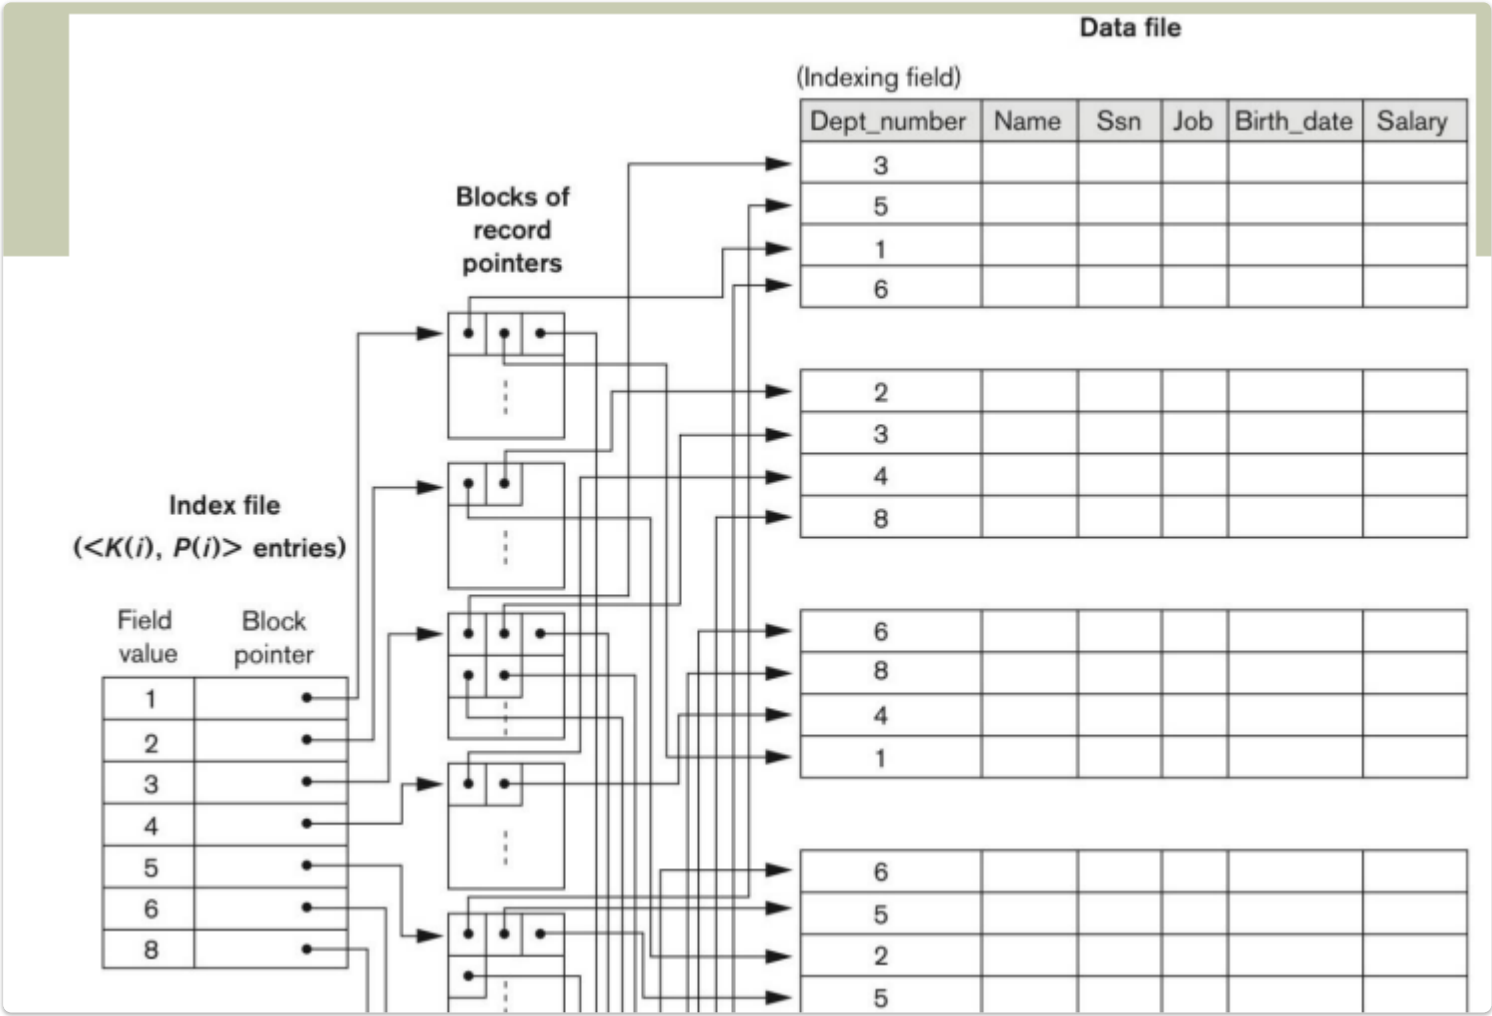 Data file
(Indexing field)
Dept_number Name Ssn Job Birth_date Salary
3
5
1
6
Blocks of
record
pointers
2
3
4
8
Index file
(<K(i), P(i)> entries)
Field
value
Block
pointer
1
2
3
4
5
6
8
6
8
4
1
6
5
2
5